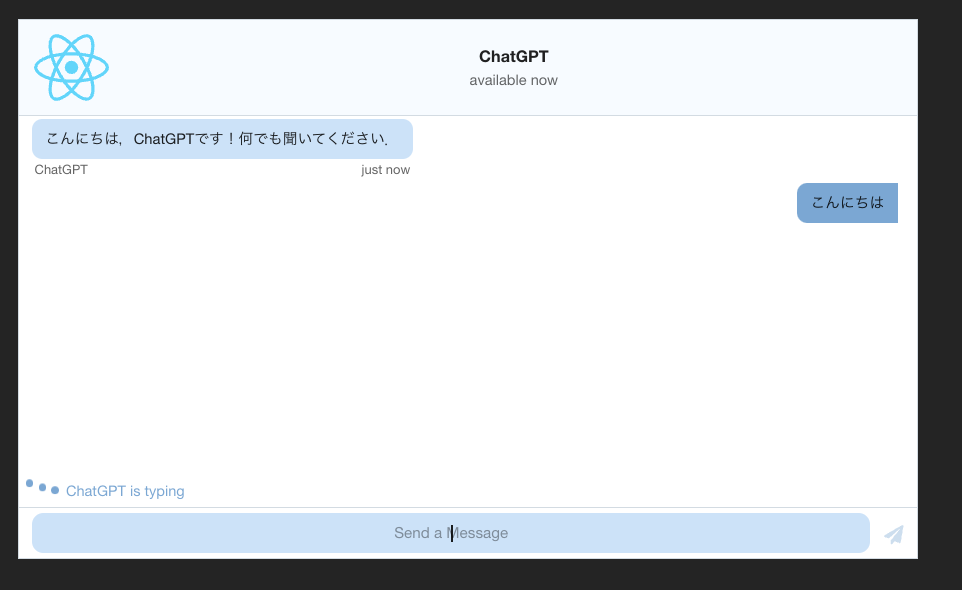 ChatGPT
available now
こんにちは，ChatGPTです！何でも聞いてください．
ChatGPT just now
こんにちは
ChatGPT is typing
Send a Message